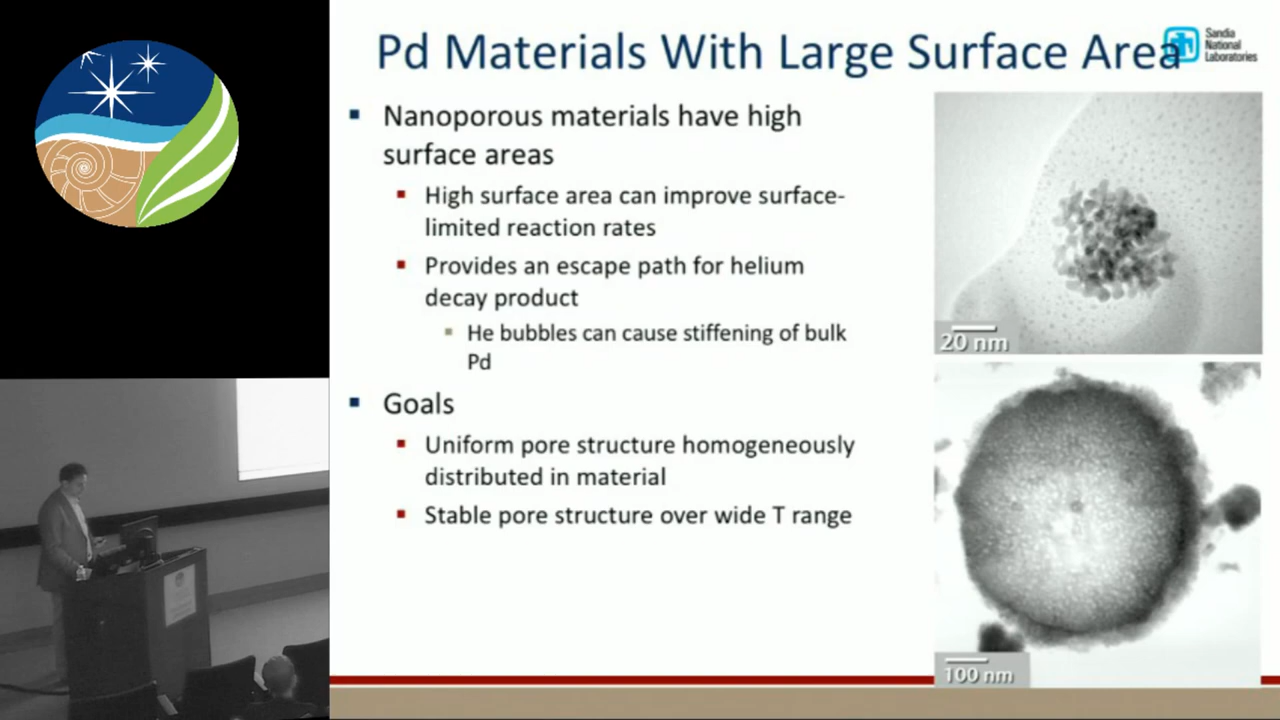 Pd Materials With Large Surface Area
Sandia
National
Laboratories
Nanoporous materials have high
surface areas
High surface area can improve surface-
limited reaction rates
Provides an escape path for helium
decay product
He bubbles can cause stiffening of bulk
Pd
Goals
Uniform pore structure homogeneously
distributed in material
Stable pore structure over wide T range
20 nm
100 nm